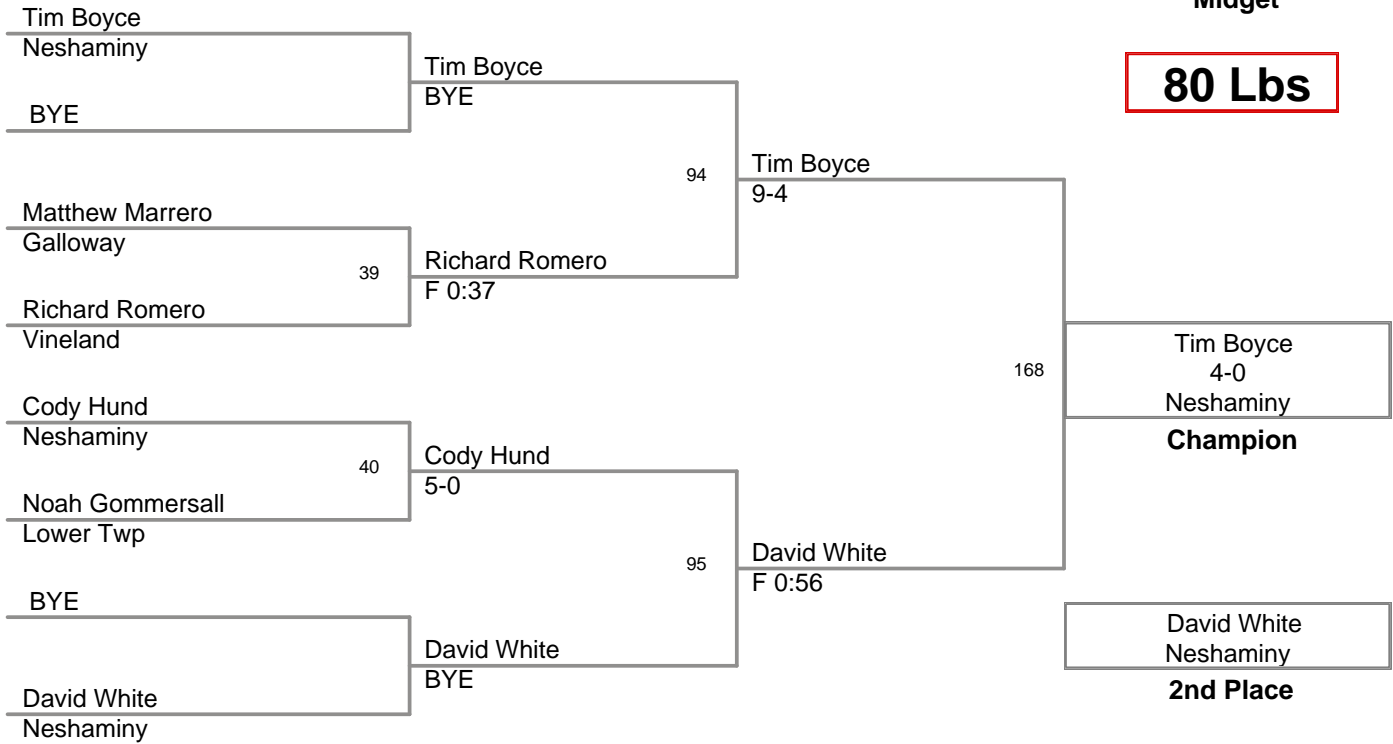 Midget
80 Lbs
Tim Boyce
Neshaminy
BYE
Matthew Marrero
Galloway
39
Richard Romero
Vineland
Cody Hund
Neshaminy
40
Noah Gommersall
Lower Twp
BYE
David White
Neshaminy
Tim Boyce
BYE
94
Richard Romero
F 0:37
Cody Hund
5-0
95
David White
BYE
Tim Boyce
9-4
168
David White
F 0:56
Tim Boyce
4-0
Neshaminy
Champion
David White
Neshaminy
2nd Place